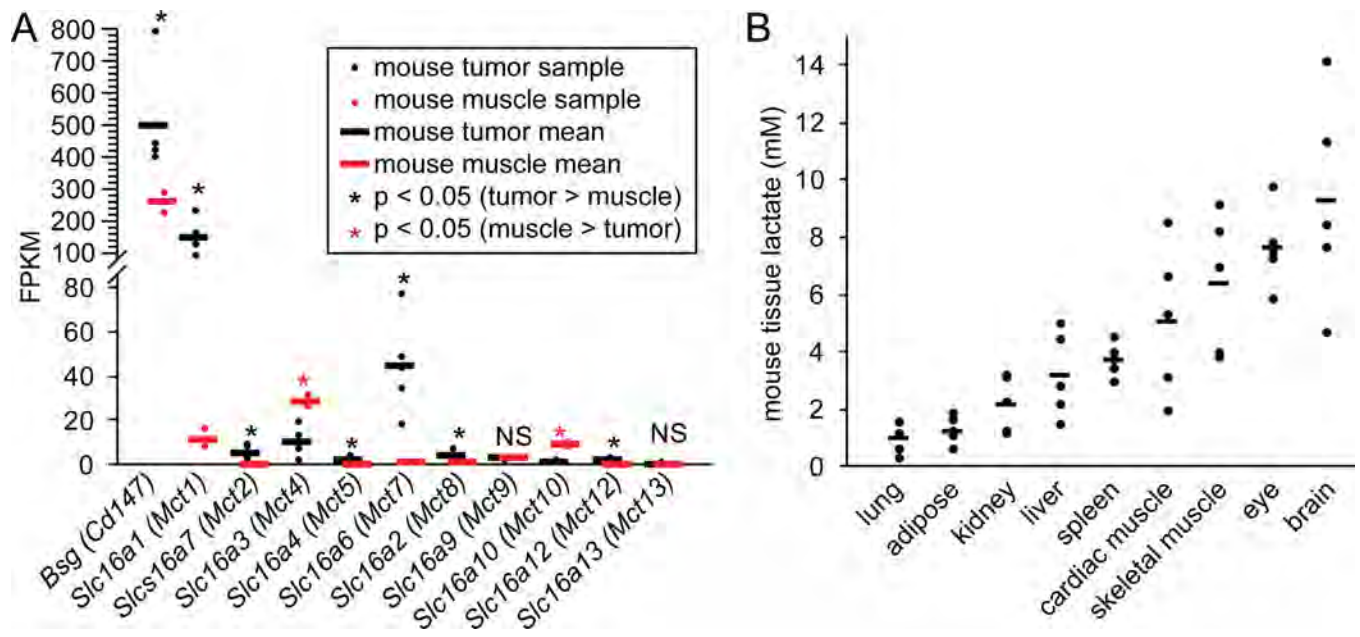 A
FPKM
800
700
600
500
400
300
200
100
80
60
40
20
0
*
*
*
*
*
*
*
*
NS
*
*
NS
mouse tumor sample
mouse muscle sample
mouse tumor mean
mouse muscle mean
* p < 0.05 (tumor > muscle)
* p < 0.05 (muscle > tumor)
Bsg (Cd147)
Slc16a1 (Mct1)
Slcs16a7 (Mct2)
Slc16a3 (Mct4)
Slc16a4 (Mct5)
Slc16a6 (Mct7)
Slc16a2 (Mct8)
Slc16a9 (Mct9)
Slc16a10 (Mct10)
Slc16a12 (Mct12)
Slc16a13 (Mct13)
B
mouse tissue lactate (mM)
14
12
10
8
6
4
2
0
lung
adipose
kidney
liver
spleen
cardiac muscle
skeletal muscle
eye
brain